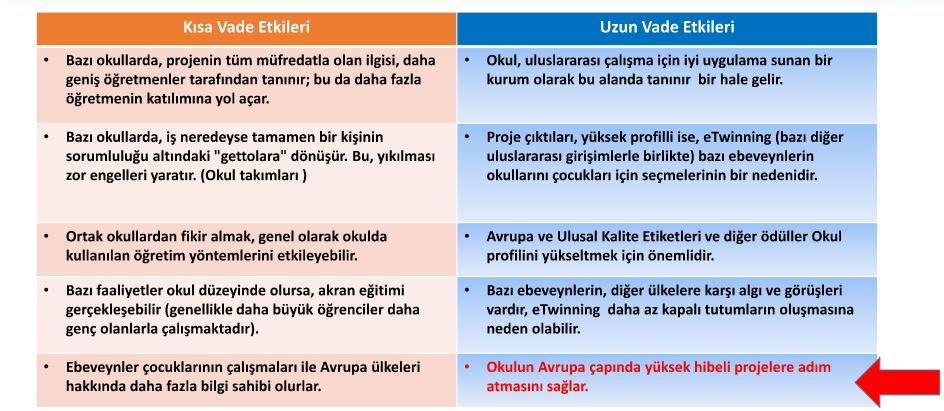 Kısa Vade Etkileri
Uzun Vade Etkileri
• Bazı okullarda, projenin tüm müfredatla olan ilgisi, daha
geniş öğretmenler tarafından tanınır; bu da daha fazla
öğretmenin katılımına yol açar.
• Okul, uluslararası çalışma için iyi uygulama sunan bir
kurum olarak bu alanda tanınır bir hale gelir.
• Bazı okullarda, iş neredeyse tamamen bir kişinin
sorumluluğu altındaki "gettolara" dönüşür. Bu, yıkılması
zor engelleri yaratır. (Okul takımları )
• Proje çıktıları, yüksek profilli ise, eTwinning (bazı diğer
uluslararası girişimlerle birlikte) bazı ebeveynlerin
okullarını çocukları için seçmelerinin bir nedenidir.
• Ortak okullardan fikir almak, genel olarak okulda
kullanılan öğretim yöntemlerini etkileyebilir.
• Avrupa ve Ulusal Kalite Etiketleri ve diğer ödüller Okul
profilini yükseltmek için önemlidir.
• Bazı faaliyetler okul düzeyinde olursa, akran eğitimi
gerçekleşebilir (genellikle daha büyük öğrenciler daha
genç olanlarla çalışmaktadır).
• Bazı ebeveynlerin, diğer ülkelere karşı algı ve görüşleri
vardır, eTwinning daha az kapalı tutumların oluşmasına
neden olabilir.
• Ebeveynler çocuklarının çalışmaları ile Avrupa ülkeleri
hakkında daha fazla bilgi sahibi olurlar.
• Okulun Avrupa çapında yüksek hibeli projelere adım
atmasını sağlar.